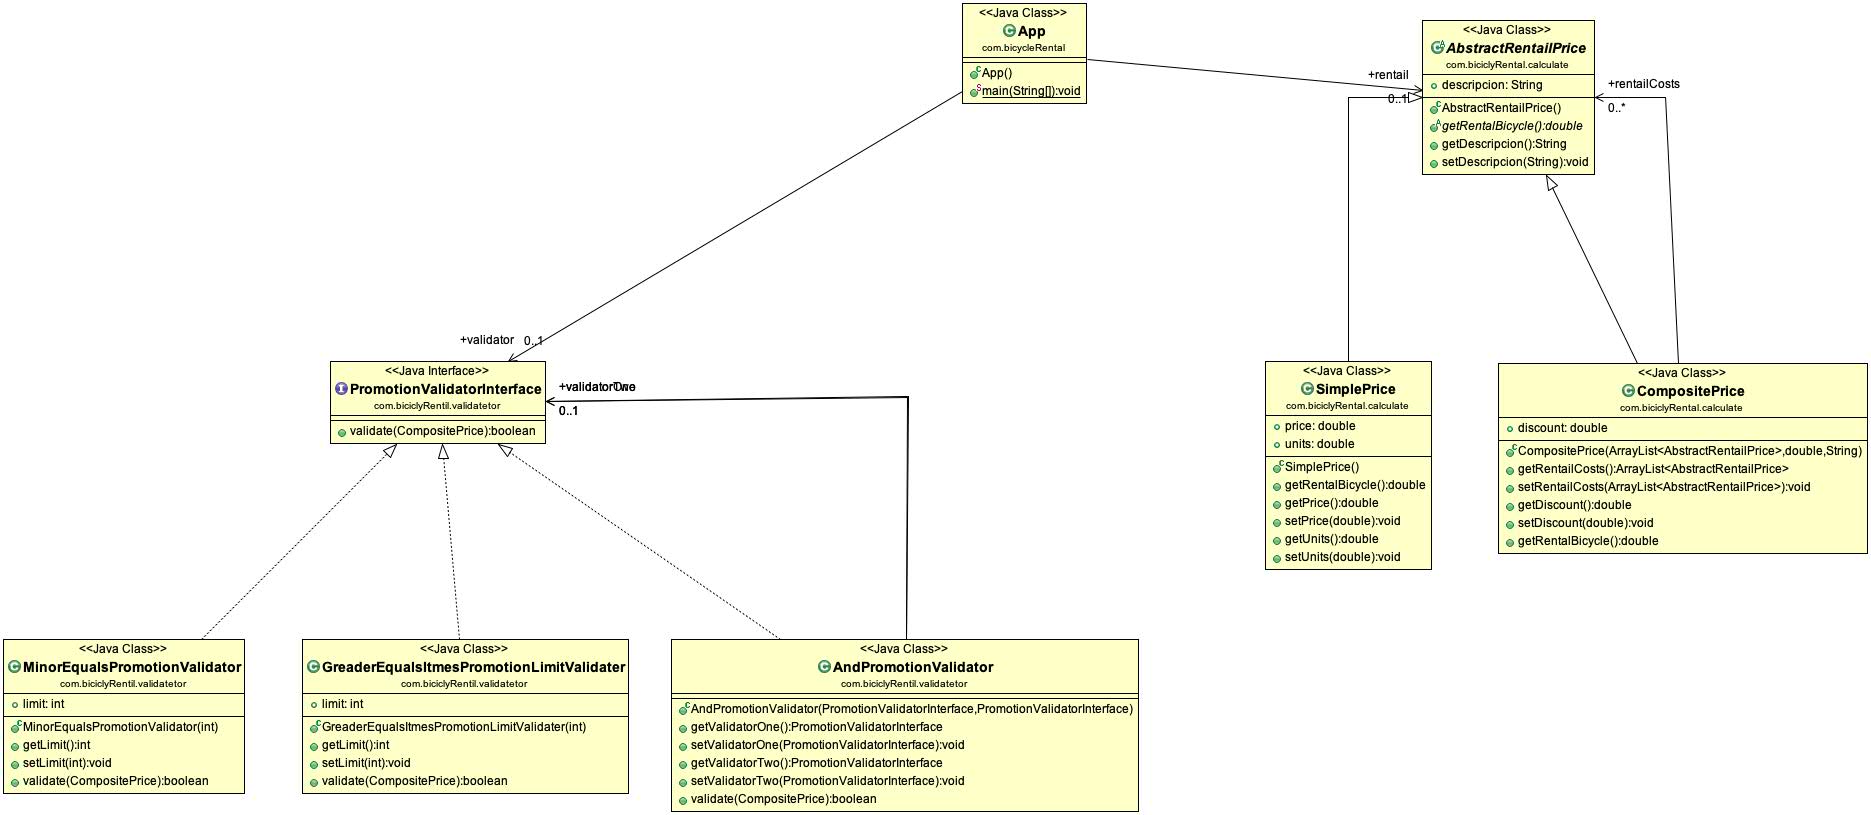 <<Java Class>>
App
com.bicycleRental
App()
main(String[]):void
<<Java Class>>
AbstractRentailPrice
com.biciclyRental.calculate
descripcion: String
AbstractRentailPrice()
getRentalBicycle():double
getDescripcion():String
setDescripcion(String):void
+rentail
0..1
+rentailCosts
0..*
+validator
0..1
<<Java Interface>>
PromotionValidatorInterface
com.biciclyRentil.validatetor
validate(CompositePrice):boolean
0..1
<<Java Class>>
SimplePrice
com.biciclyRental.calculate
price: double
units: double
SimplePrice()
getRentalBicycle():double
getPrice():double
setPrice(double):void
getUnits():double
setUnits(double):void
<<Java Class>>
CompositePrice
com.biciclyRental.calculate
discount: double
CompositePrice(ArrayList<AbstractRentailPrice>,double,String)
getRentailCosts():ArrayList<AbstractRentailPrice>
setRentailCosts(ArrayList<AbstractRentailPrice>):void
getDiscount():double
setDiscount(double):void
getRentalBicycle():double
<<Java Class>>
MinorEqualsPromotionValidator
com.biciclyRentil.validatetor
limit: int
MinorEqualsPromotionValidator(int)
getLimit():int
setLimit(int):void
validate(CompositePrice):boolean
<<Java Class>>
GreaderEqualsItmesPromotionLimitValidater
com.biciclyRentil.validatetor
limit: int
GreaderEqualsItmesPromotionLimitValidater(int)
getLimit():int
setLimit(int):void
validate(CompositePrice):boolean
<<Java Class>>
AndPromotionValidator
com.biciclyRentil.validatetor
AndPromotionValidator(PromotionValidatorInterface,PromotionValidatorInterface)
getValidatorOne():PromotionValidatorInterface
setValidatorOne(PromotionValidatorInterface):void
getValidatorTwo():PromotionValidatorInterface
setValidatorTwo(PromotionValidatorInterface):void
validate(CompositePrice):boolean